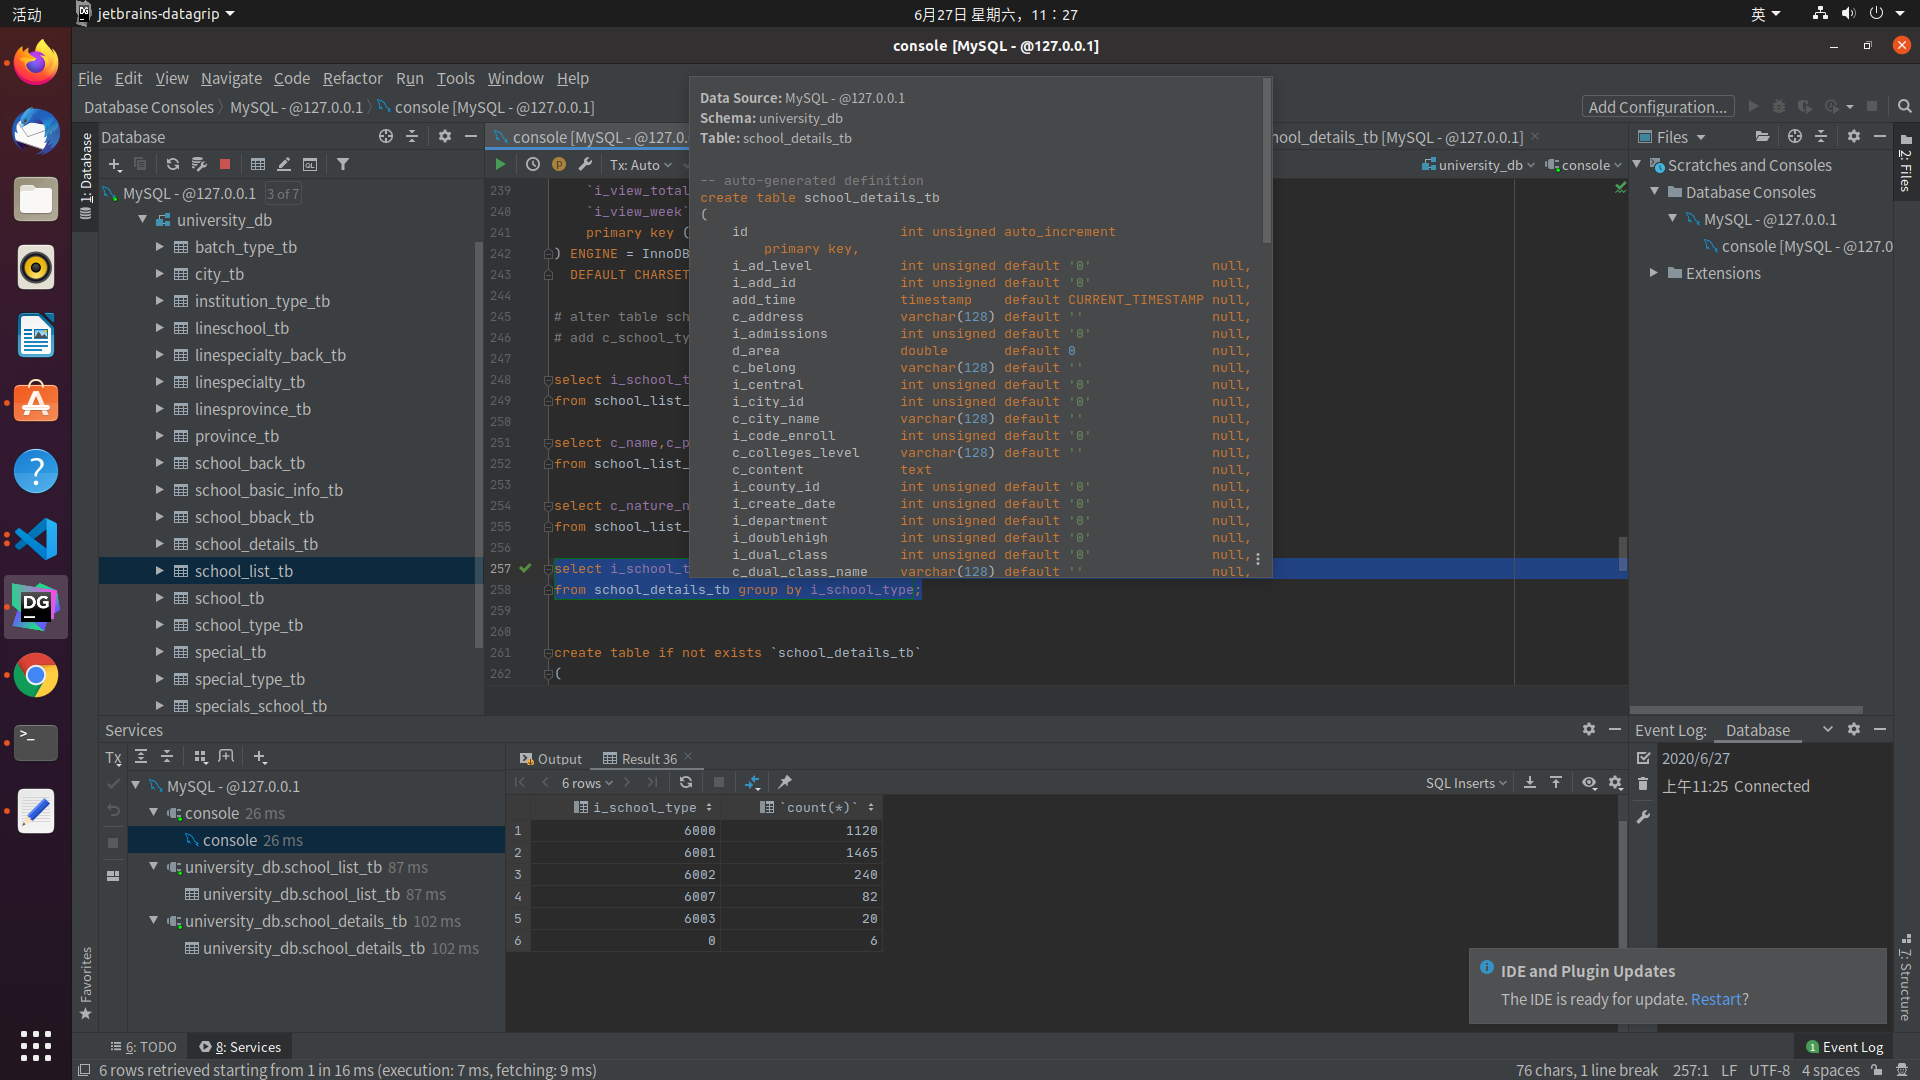 活动
jetbrains-datagrip
6月27日 星期六, 11：27
英
console [MySQL - @127.0.0.1]
File Edit View Navigate Code Refactor Run Tools Window Help
Database Consoles MySQL - @127.0.0.1 console [MySQL - @127.0.0.1]
Add Configuration...
Database
console [MySQL - @127.0.
hool_details_tb [MySQL - @127.0.0.1]
Files
1: Database
2: Files
Tx: Auto
university_db
console
MySQL - @127.0.0.1 3 of 7
university_db
batch_type_tb
city_tb
institution_type_tb
lineschool_tb
linespecialty_back_tb
linespecialty_tb
linesprovince_tb
province_tb
school_back_tb
school_basic_info_tb
school_bback_tb
school_details_tb
school_list_tb
school_tb
school_type_tb
special_tb
special_type_tb
specials_school_tb
239 `i_view_total
240 `i_view_week`
241 primary key (
242 ) ENGINE = InnoDB
243 DEFAULT CHARSET
244
245 # alter table sch
246 # add c_school_ty
247
248 select i_school_t
249 from school_list_
250
251 select c_name,c_p
252 from school_list_
253
254 select c_nature_n
255 from school_list_
256
257 select i_school_t
258 from school_details_tb group by i_school_type;
259
260
261 create table if not exists `school_details_tb`
262 (
Data Source: MySQL - @127.0.0.1
Schema: university_db
Table: school_details_tb
-- auto-generated definition
create table school_details_tb
(
id int unsigned auto_increment
primary key,
i_ad_level int unsigned default '0' null,
i_add_id int unsigned default '0' null,
add_time timestamp default CURRENT_TIMESTAMP null,
c_address varchar(128) default '' null,
i_admissions int unsigned default '0' null,
d_area double default 0 null,
c_belong varchar(128) default '' null,
i_central int unsigned default '0' null,
i_city_id int unsigned default '0' null,
c_city_name varchar(128) default '' null,
i_code_enroll int unsigned default '0' null,
c_colleges_level varchar(128) default '' null,
c_content text null,
i_county_id int unsigned default '0' null,
i_create_date int unsigned default '0' null,
i_department int unsigned default '0' null,
i_doublehigh int unsigned default '0' null,
i_dual_class int unsigned default '0' null,
c_dual_class_name varchar(128) default '' null,
Scratches and Consoles
Database Consoles
MySQL - @127.0.0.1
console [MySQL - @127.0
Extensions
Services
Tx
MySQL - @127.0.0.1
console 26 ms
console 26 ms
university_db.school_list_tb 87 ms
university_db.school_list_tb 87 ms
university_db.school_details_tb 102 ms
university_db.school_details_tb 102 ms
Output
Result 36
6 rows
SQL Inserts
i_school_type `count(*)`
1 6000 1120
2 6001 1465
3 6002 240
4 6007 82
5 6003 20
6 0 6
Event Log: Database
2020/6/27
上午11:25 Connected
IDE and Plugin Updates
The IDE is ready for update. Restart?
Favorites
7: Structure
6: TODO
8: Services
1 Event Log
6 rows retrieved starting from 1 in 16 ms (execution: 7 ms, fetching: 9 ms)
76 chars, 1 line break 257:1 LF UTF-8 4 spaces